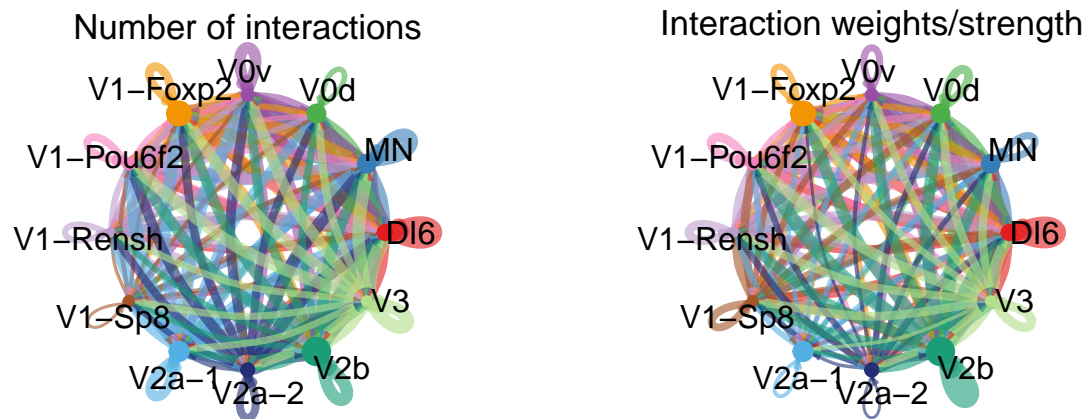 Number of interactions
V0v
V1−Foxp2
V0d
V1−Pou6f2
MN
V1−Rensh
DI6
V1−Sp8
V3
V2a−1
V2b
V2a−2
Interaction weights/strength
V0v
V1−Foxp2
V0d
V1−Pou6f2
MN
V1−Rensh
DI6
V1−Sp8
V3
V2a−1
V2b
V2a−2